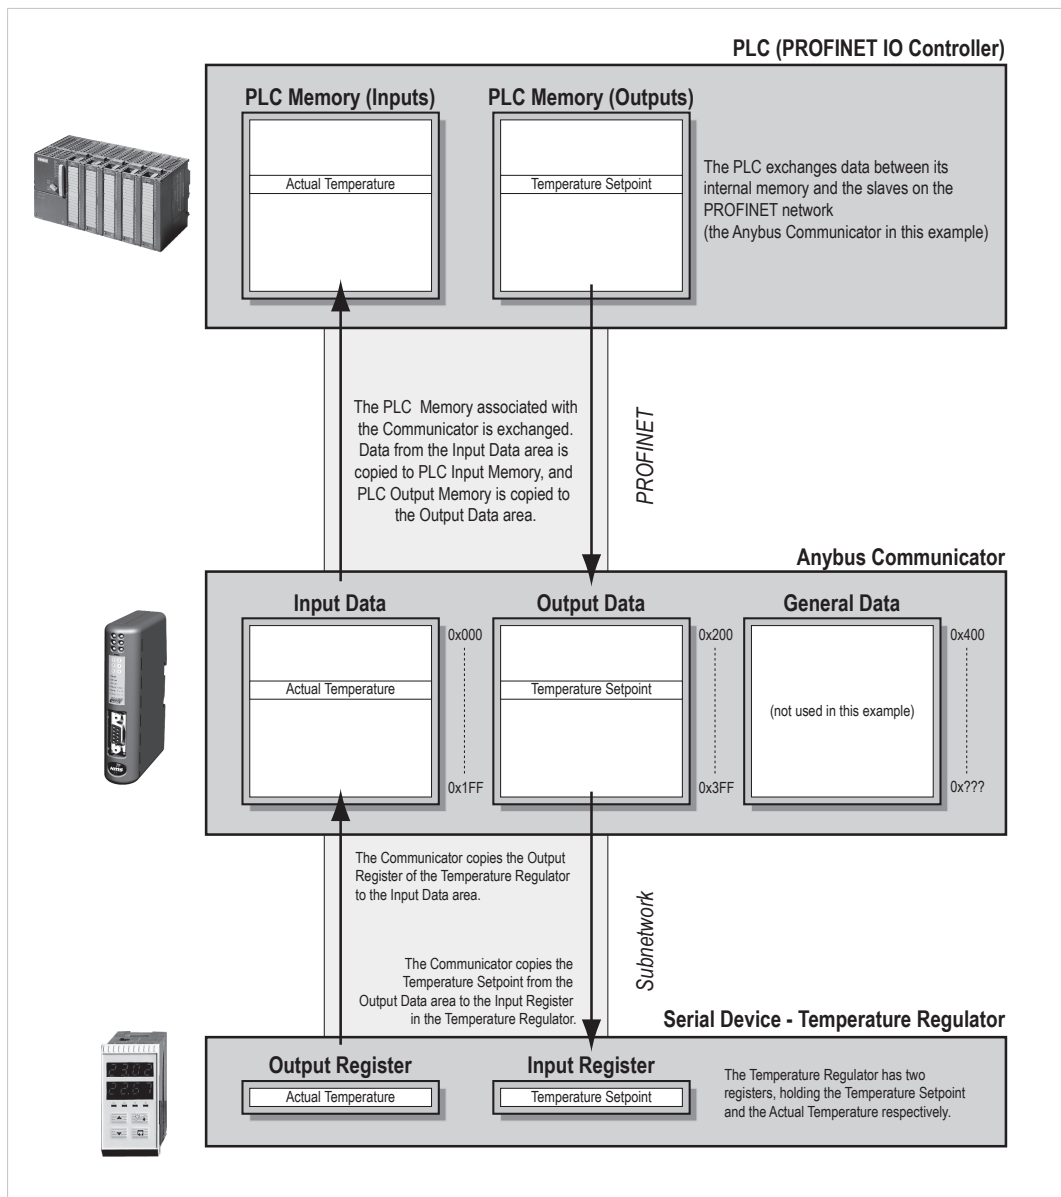 PLC (PROFINET IO Controller)
PLC Memory (Inputs)
PLC Memory (Outputs)
Actual Temperature
Temperature Setpoint
The PLC exchanges data between its
internal memory and the slaves on the
PROFINET network
(the Anybus Communicator in this example)
The PLC Memory associated with
the Communicator is exchanged.
Data from the Input Data area is
copied to PLC Input Memory, and
PLC Output Memory is copied to
the Output Data area.
PROFINET
Anybus Communicator
Input Data
Output Data
General Data
0x000
0x200
0x400
Actual Temperature
Temperature Setpoint
(not used in this example)
0x1FF
0x3FF
0x???
The Communicator copies the Output
Register of the Temperature Regulator
to the Input Data area.
Subnetwork
The Communicator copies the
Temperature Setpoint from the
Output Data area to the Input Register
in the Temperature Regulator.
Serial Device - Temperature Regulator
Output Register
Input Register
Actual Temperature
Temperature Setpoint
The Temperature Regulator has two
registers, holding the Temperature Setpoint
and the Actual Temperature respectively.